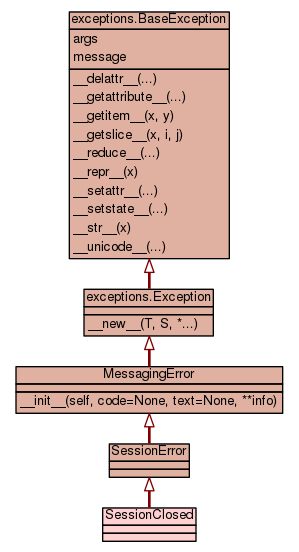 exceptions.BaseException
args
message
__delattr__(...)
__getattribute__(...)
__getitem__(x, y)
__getslice__(x, i, j)
__reduce__(...)
__repr__(x)
__setattr__(...)
__setstate__(...)
__str__(x)
__unicode__(...)
exceptions.Exception
__new__(T, S, *...)
MessagingError
__init__(self, code=None, text=None, **info)
SessionError
SessionClosed